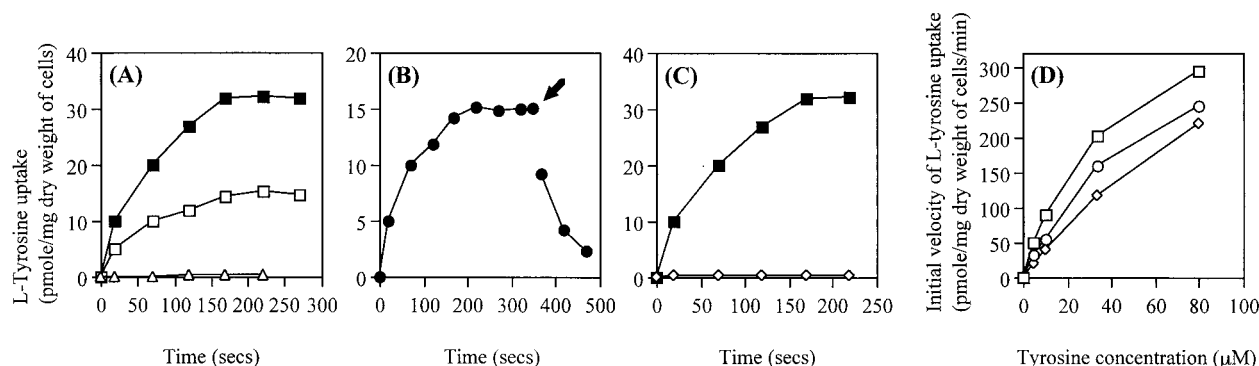 L-Tyrosine uptake
(pmole/mg dry weight of cells)
(A)
40
30
20
10
0
0 50 100 150 200 250 300
Time (secs)
(B)
20
15
10
5
0
0 100 200 300 400 500
Time (secs)
(C)
40
30
20
10
0
0 50 100 150 200 250
Time (secs)
Initial velocity of L-tyrosine uptake
(pmole/mg dry weight of cells/min)
(D)
300
250
200
150
100
50
0
0 20 40 60 80 100
Tyrosine concentration (μM)